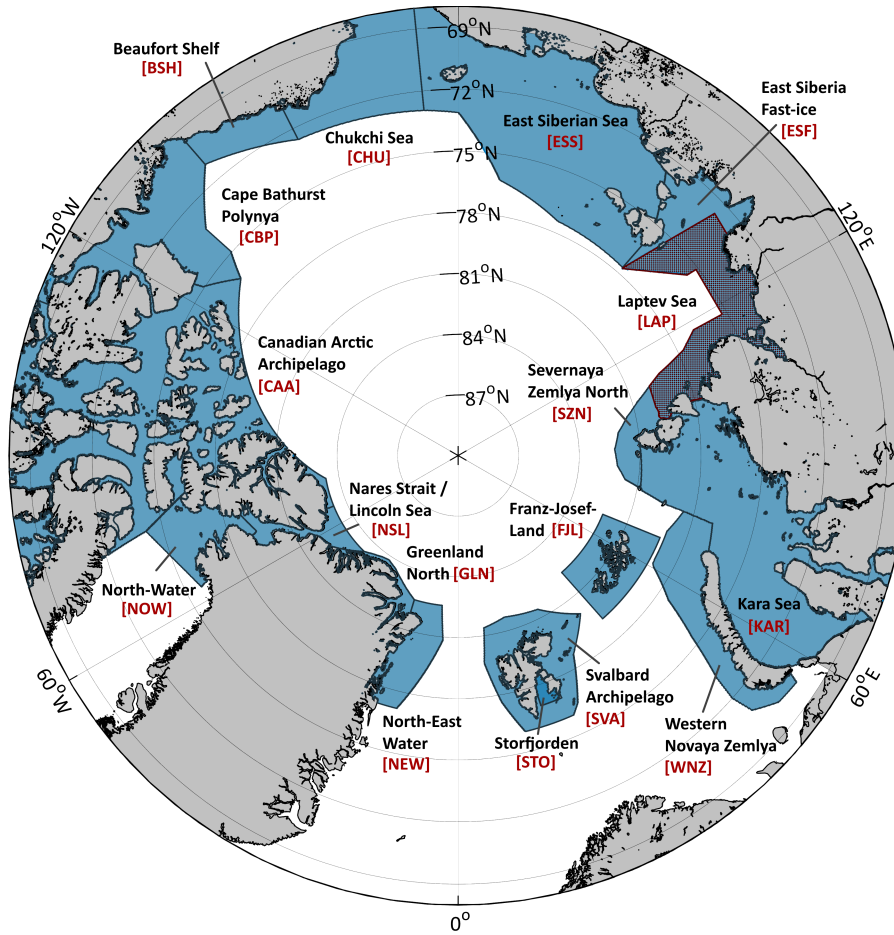 69°N
Beaufort Shelf
[BSH]
72°N
East Siberia
Fast-ice
[ESF]
East Siberian Sea
[ESS]
Chukchi Sea
[CHU]
75°N
Cape Bathurst
Polynya
[CBP]
120°W
78°N
120°E
81°N
Laptev Sea
[LAP]
84°N
Canadian Arctic
Archipelago
[CAA]
Severnaya
Zemlya North
[SZN]
87°N
Nares Strait /
Lincoln Sea
[NSL]
Franz-Josef-
Land [FJL]
Greenland
North [GLN]
North-Water
[NOW]
Kara Sea
[KAR]
60°W
60°E
Svalbard
Archipelago
[SVA]
North-East
Water
[NEW]
Storfjorden
[STO]
Western
Novaya Zemlya
[WNZ]
0°